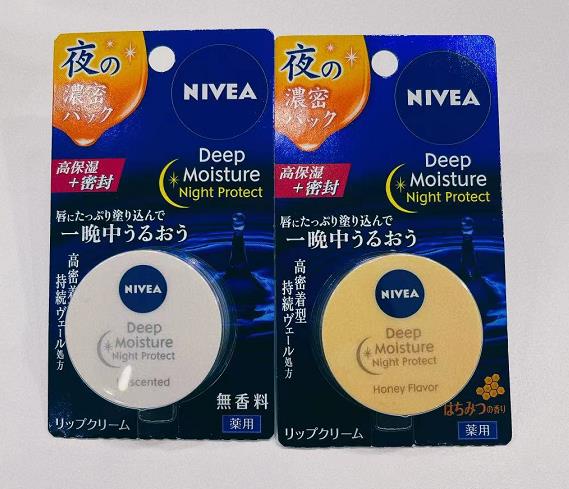 夜の
濃密
パック
NIVEA
高保湿
+密封
Deep
Moisture
Night Protect
唇にたっぷり塗り込んで
一晩中うるおう
高密着型
持続ヴェール処方
NIVEA
Deep
Moisture
Night Protect
無香料
リップクリーム
薬用
夜の
濃密
パック
NIVEA
高保湿
+密封
Deep
Moisture
Night Protect
唇にたっぷり塗り込んで
一晩中うるおう
高密着型
持続ヴェール処方
NIVEA
Deep
Moisture
Night Protect
Honey Flavor
はちみつの香り
リップクリーム
薬用